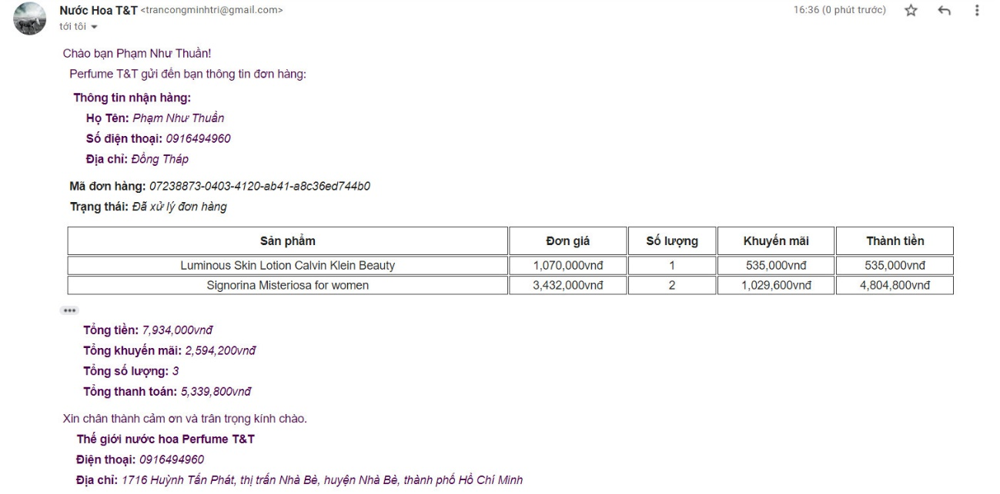 Nước Hoa T&T <trancongminhtri@gmail.com> 16:36 (0 phút trước)
tới tôi
Chào bạn Phạm Như Thuần!
Perfume T&T gửi đến bạn thông tin đơn hàng:
Thông tin nhận hàng:
Họ Tên: Phạm Như Thuần
Số điện thoại: 0916494960
Địa chỉ: Đồng Tháp
Mã đơn hàng: 07238873-0403-4120-ab41-a8c36ed744b0
Trạng thái: Đã xử lý đơn hàng
Sản phẩm Đơn giá Số lượng Khuyến mãi Thành tiền
Luminous Skin Lotion Calvin Klein Beauty 1,070,000vnđ 1 535,000vnđ 535,000vnđ
Signorina Misteriosa for women 3,432,000vnđ 2 1,029,600vnđ 4,804,800vnđ
Tổng tiền: 7,934,000vnđ
Tổng khuyến mãi: 2,594,200vnđ
Tổng số lượng: 3
Tổng thanh toán: 5,339,800vnđ
Xin chân thành cảm ơn và trân trọng kính chào.
Thế giới nước hoa Perfume T&T
Điện thoại: 0916494960
Địa chỉ: 1716 Huỳnh Tấn Phát, thị trấn Nhà Bè, huyện Nhà Bè, thành phố Hồ Chí Minh